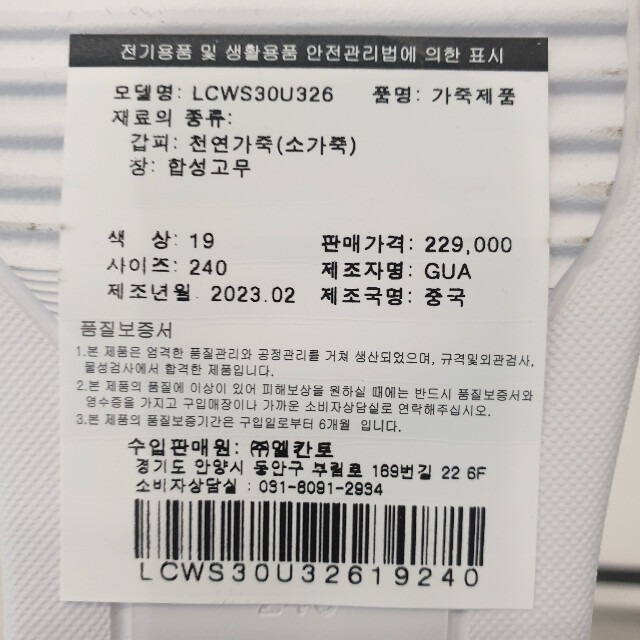 전기용품 및 생활용품 안전관리법에 의한 표시
모델명: LCWS30U326 품명: 가죽제품
재료의 종류:
갑피: 천연가죽(소가죽)
창: 합성고무
색 상: 19 판매가격: 229,000
사이즈: 240 제조자명: GUA
제조년월 2023.02 제조국명: 중국
품질보증서
1.본 제품은 엄격한 품질관리와 공정관리를 거쳐 생산되었으며, 규격및외관검사,
물성검사에서 합격한 제품입니다.
2.본 제품의 품질에 이상이 있어 피해보상을 원하실 때에는 반드시 품질보증서와
영수증을 가지고 구입매장이나 가까운 소비자상담실로 연락해주십시오.
3.본 제품의 품질보증기간은 구입일로부터 6개월 입니다.
수입판매원: ㈜엘칸토
경기도 안양시 동안구 부림로 169번길 22 6F
소비자상담실 : 031-8091-2934
LCWS30U32619240